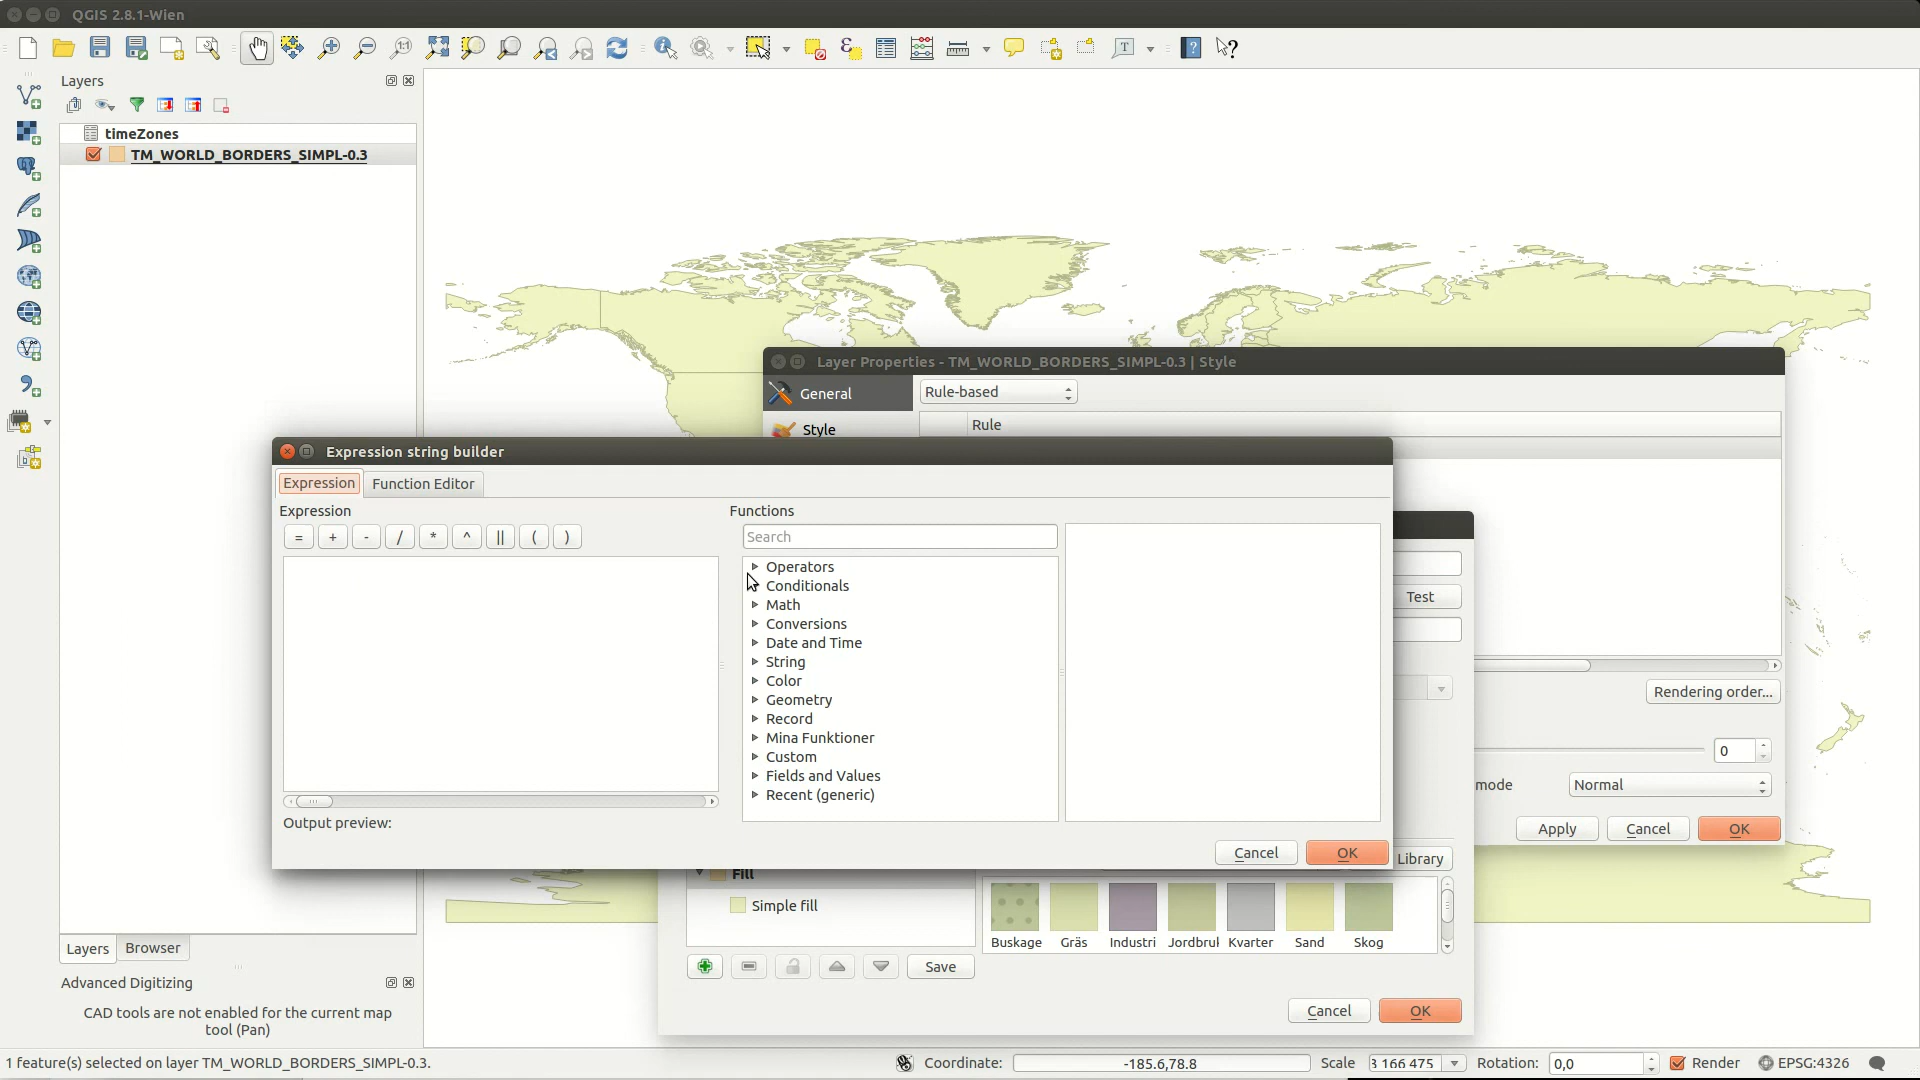 QGIS 2.8.1-Wien
Layers
timeZones
TM_WORLD_BORDERS_SIMPL-0.3
Layer Properties - TM_WORLD_BORDERS_SIMPL-0.3 | Style
General
Rule-based
Style
Rule
Expression string builder
Expression
Function Editor
Expression
Functions
= + - / * ^ || ( )
Search
Operators
Conditionals
Math
Conversions
Date and Time
String
Color
Geometry
Record
Mina Funktioner
Custom
Fields and Values
Recent (generic)
Output preview:
Cancel
OK
Test
Rendering order...
0
mode
Normal
Apply
Cancel
OK
Library
Fill
Simple fill
Buskage
Gräs
Industri
Jordbruk
Kvarter
Sand
Skog
Save
Cancel
OK
Layers
Browser
Advanced Digitizing
CAD tools are not enabled for the current map
tool (Pan)
1 feature(s) selected on layer TM_WORLD_BORDERS_SIMPL-0.3.
Coordinate:
-185.6,78.8
Scale
3 166 475
Rotation:
0,0
Render
EPSG:4326